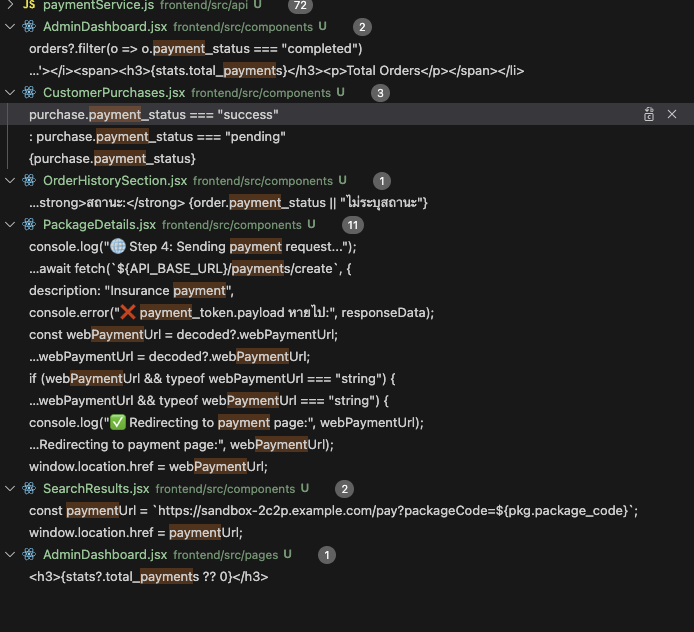 JS paymentService.js frontend/src/api U 72
AdminDashboard.jsx frontend/src/components U 2
orders?.filter(o => o.payment_status === "completed")
...'></i><span><h3>{stats.total_payments}</h3><p>Total Orders</p></span></li>
CustomerPurchases.jsx frontend/src/components U 3
purchase.payment_status === "success"
: purchase.payment_status === "pending"
{purchase.payment_status}
OrderHistorySection.jsx frontend/src/components U 1
...strong>สถานะ:</strong> {order.payment_status || "ไม่ระบุสถานะ"}
PackageDetails.jsx frontend/src/components U 11
console.log("🌐 Step 4: Sending payment request...");
...await fetch(`${API_BASE_URL}/payments/create`, {
description: "Insurance payment",
console.error("❌ payment_token.payload หายไป:", responseData);
const webPaymentUrl = decoded?.webPaymentUrl;
...webPaymentUrl = decoded?.webPaymentUrl;
if (webPaymentUrl && typeof webPaymentUrl === "string") {
...webPaymentUrl && typeof webPaymentUrl === "string") {
console.log("✅ Redirecting to payment page:", webPaymentUrl);
...Redirecting to payment page:", webPaymentUrl);
window.location.href = webPaymentUrl;
SearchResults.jsx frontend/src/components U 2
const paymentUrl = `https://sandbox-2c2p.example.com/pay?packageCode=${pkg.package_code}`;
window.location.href = paymentUrl;
AdminDashboard.jsx frontend/src/pages U 1
<h3>{stats?.total_payments ?? 0}</h3>